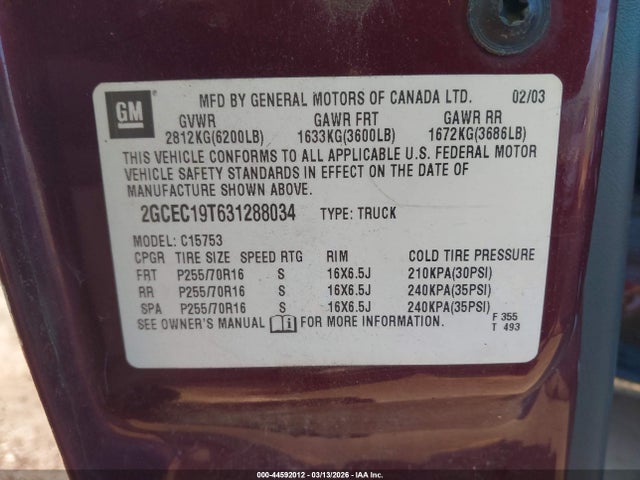 GM
MFD BY GENERAL MOTORS OF CANADA LTD. 02/03
GVWR GAWR FRT GAWR RR
2812KG(6200LB) 1633KG(3600LB) 1672KG(3686LB)
THIS VEHICLE CONFORMS TO ALL APPLICABLE U.S. FEDERAL MOTOR
VEHICLE SAFETY STANDARDS IN EFFECT ON THE DATE OF
MANUFACTURE SHOWN ABOVE.
2GCEC19T631288034 TYPE: TRUCK
MODEL: C15753
CPGR TIRE SIZE SPEED RTG RIM COLD TIRE PRESSURE
FRT P255/70R16 S 16X6.5J 210KPA(30PSI)
RR P255/70R16 S 16X6.5J 240KPA(35PSI)
SPA P255/70R16 S 16X6.5J 240KPA(35PSI)
SEE OWNER'S MANUAL FOR MORE INFORMATION.
F 355
T 493
000-44592012 - 03/13/2026 - IAA Inc.